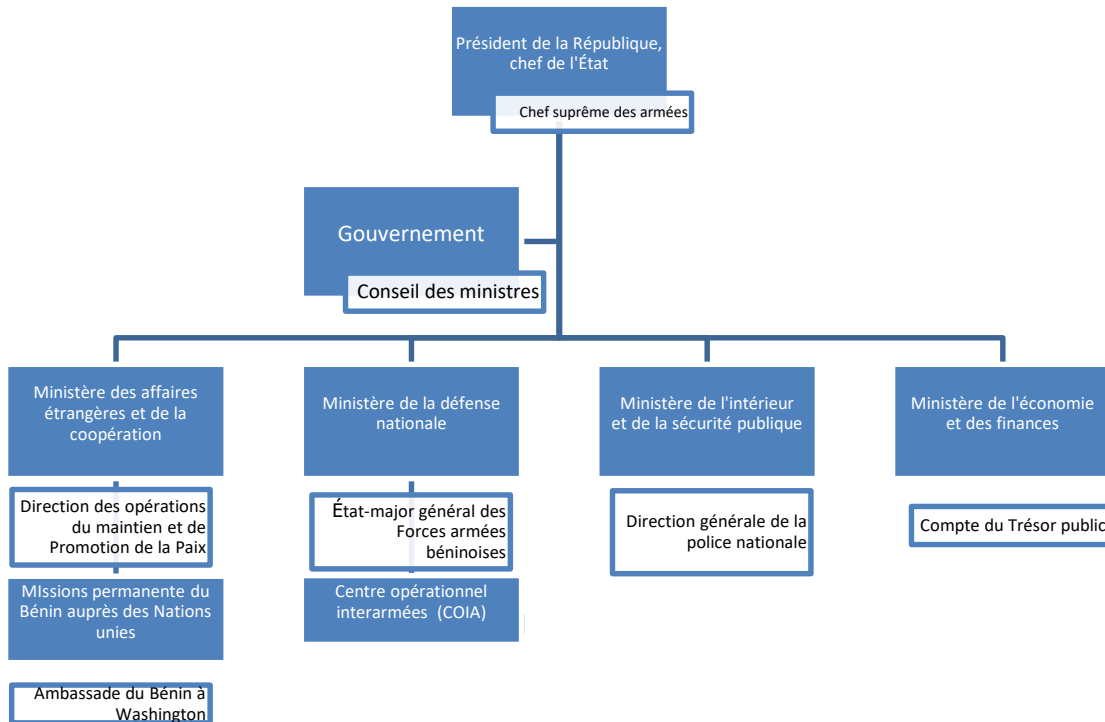 Président de la République,
chef de l'État
Chef suprême des armées
Gouvernement
Conseil des ministres
Ministère des affaires
étrangères et de la
coopération
Direction des opérations
du maintien et de
Promotion de la Paix
MIssions permanente du
Bénin auprès des Nations
unies
Ambassade du Bénin à
Washington
Ministère de la défense
nationale
État-major général des
Forces armées
béninoises
Centre opérationnel
interarmées (COIA)
Ministère de l'intérieur
et de la sécurité publique
Direction générale de la
police nationale
Ministère de l'économie
et des finances
Compte du Trésor public